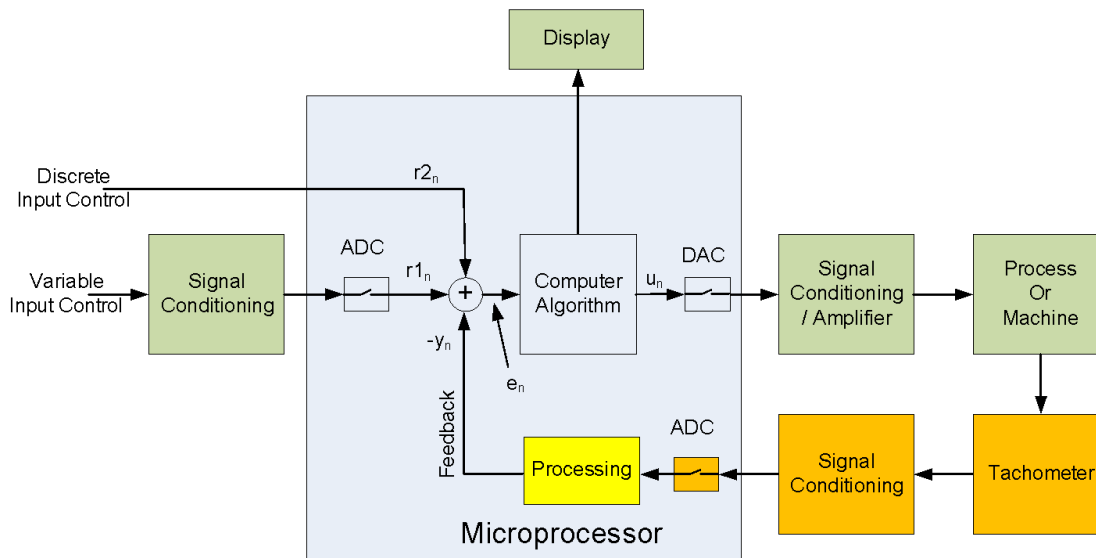 Display
Discrete
Input Control
r2ₙ
ADC
DAC
Variable
Input Control
Signal
Conditioning
r1ₙ
+
Computer
Algorithm
uₙ
Signal
Conditioning
/ Amplifier
Process
Or
Machine
-yₙ
eₙ
Feedback
Processing
ADC
Signal
Conditioning
Tachometer
Microprocessor